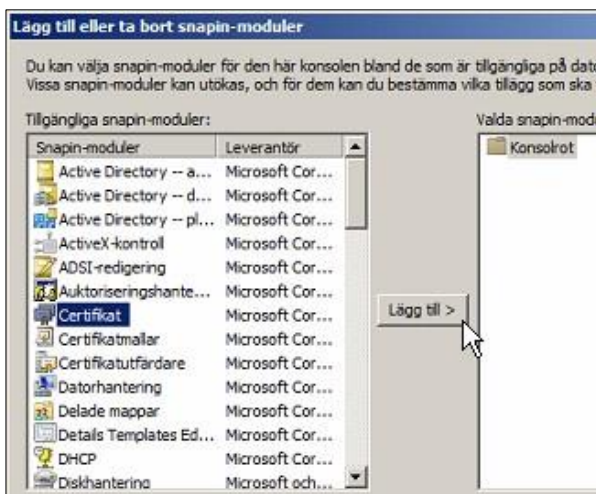 Lägg till eller ta bort snapin-moduler
Du kan välja snapin-moduler för den här konsolen bland de som är tillgängliga på dato
Vissa snapin-moduler kan utökas, och för dem kan du bestämma vilka tillägg som ska
Tillgängliga snapin-moduler:
Valda snapin-modu
Snapin-moduler Leverantör
Konsolrot
Active Directory -- a... Microsoft Cor...
Active Directory -- d... Microsoft Cor...
Active Directory -- pl... Microsoft Cor...
ActiveX-kontroll Microsoft Cor...
ADSI-redigering Microsoft Cor...
Auktoriseringshante... Microsoft Cor...
Certifikat Microsoft Cor...
Lägg till >
Certifikatmallar Microsoft Cor...
Certifikatutfärdare Microsoft Cor...
Datorhantering Microsoft Cor...
Delade mappar Microsoft Cor...
Details Templates Ed... Microsoft Cor...
DHCP Microsoft Cor...
Diskhantering Microsoft och...